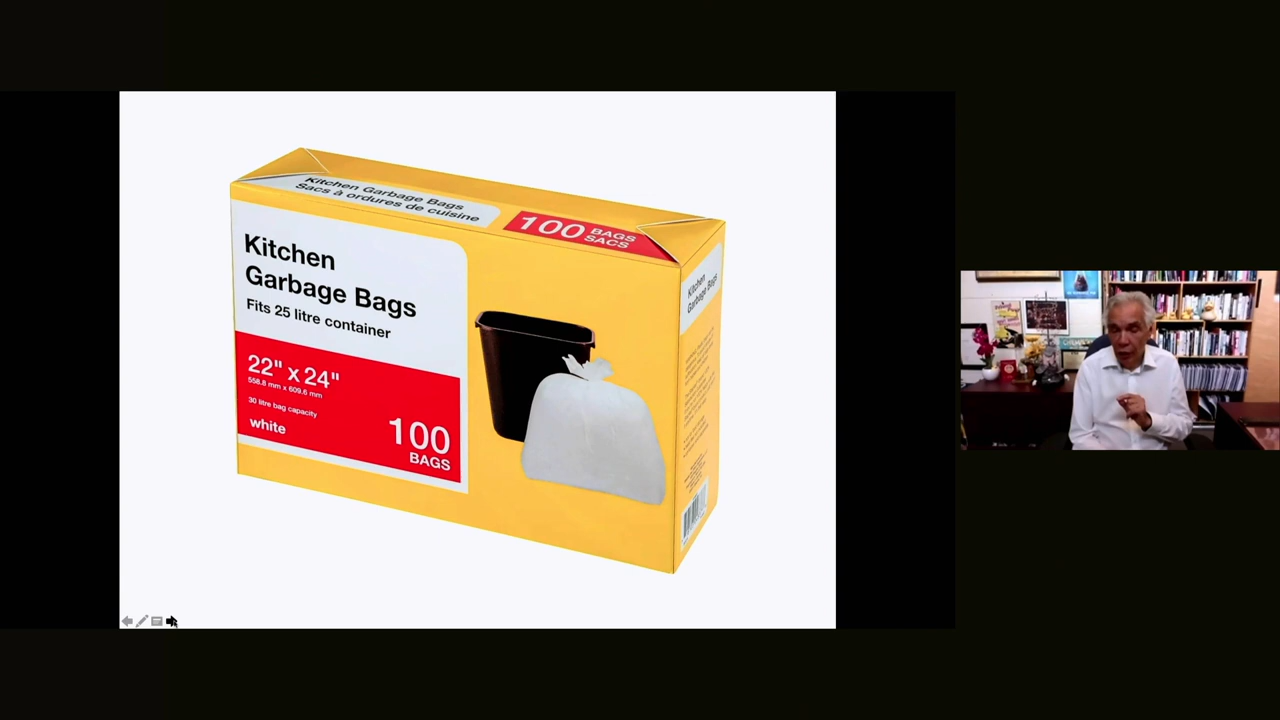 Kitchen Garbage Bags
Sacs à ordures de cuisine
100 BAGS
SACS
Kitchen
Garbage Bags
Fits 25 litre container
22" x 24"
558.8 mm x 609.6 mm
30 litre bag capacity
white
100
BAGS
Kitchen
Garbage Bags